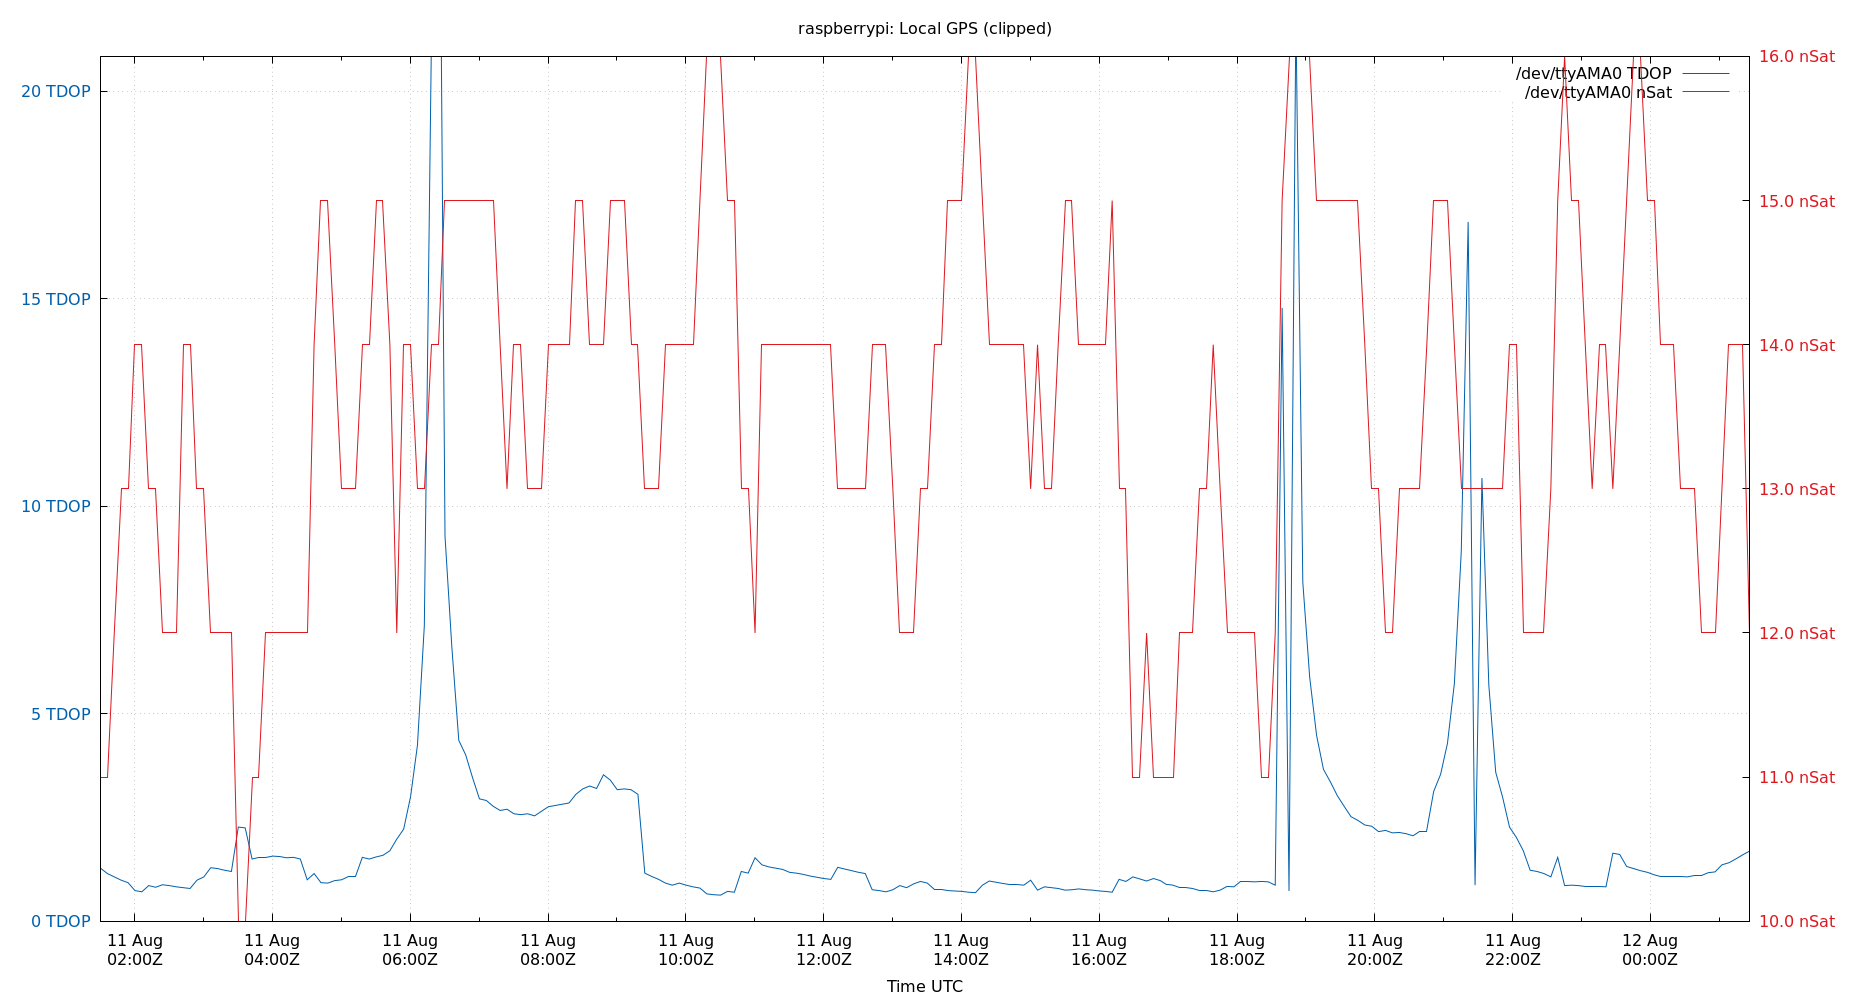 raspberrypi: Local GPS (clipped)
/dev/ttyAMA0 TDOP
/dev/ttyAMA0 nSat
20 TDOP
15 TDOP
10 TDOP
5 TDOP
0 TDOP
16.0 nSat
15.0 nSat
14.0 nSat
13.0 nSat
12.0 nSat
11.0 nSat
10.0 nSat
11 Aug 11 Aug 11 Aug 11 Aug 11 Aug 11 Aug 11 Aug 11 Aug 11 Aug 11 Aug 11 Aug 12 Aug
02:00Z 04:00Z 06:00Z 08:00Z 10:00Z 12:00Z 14:00Z 16:00Z 18:00Z 20:00Z 22:00Z 00:00Z
Time UTC